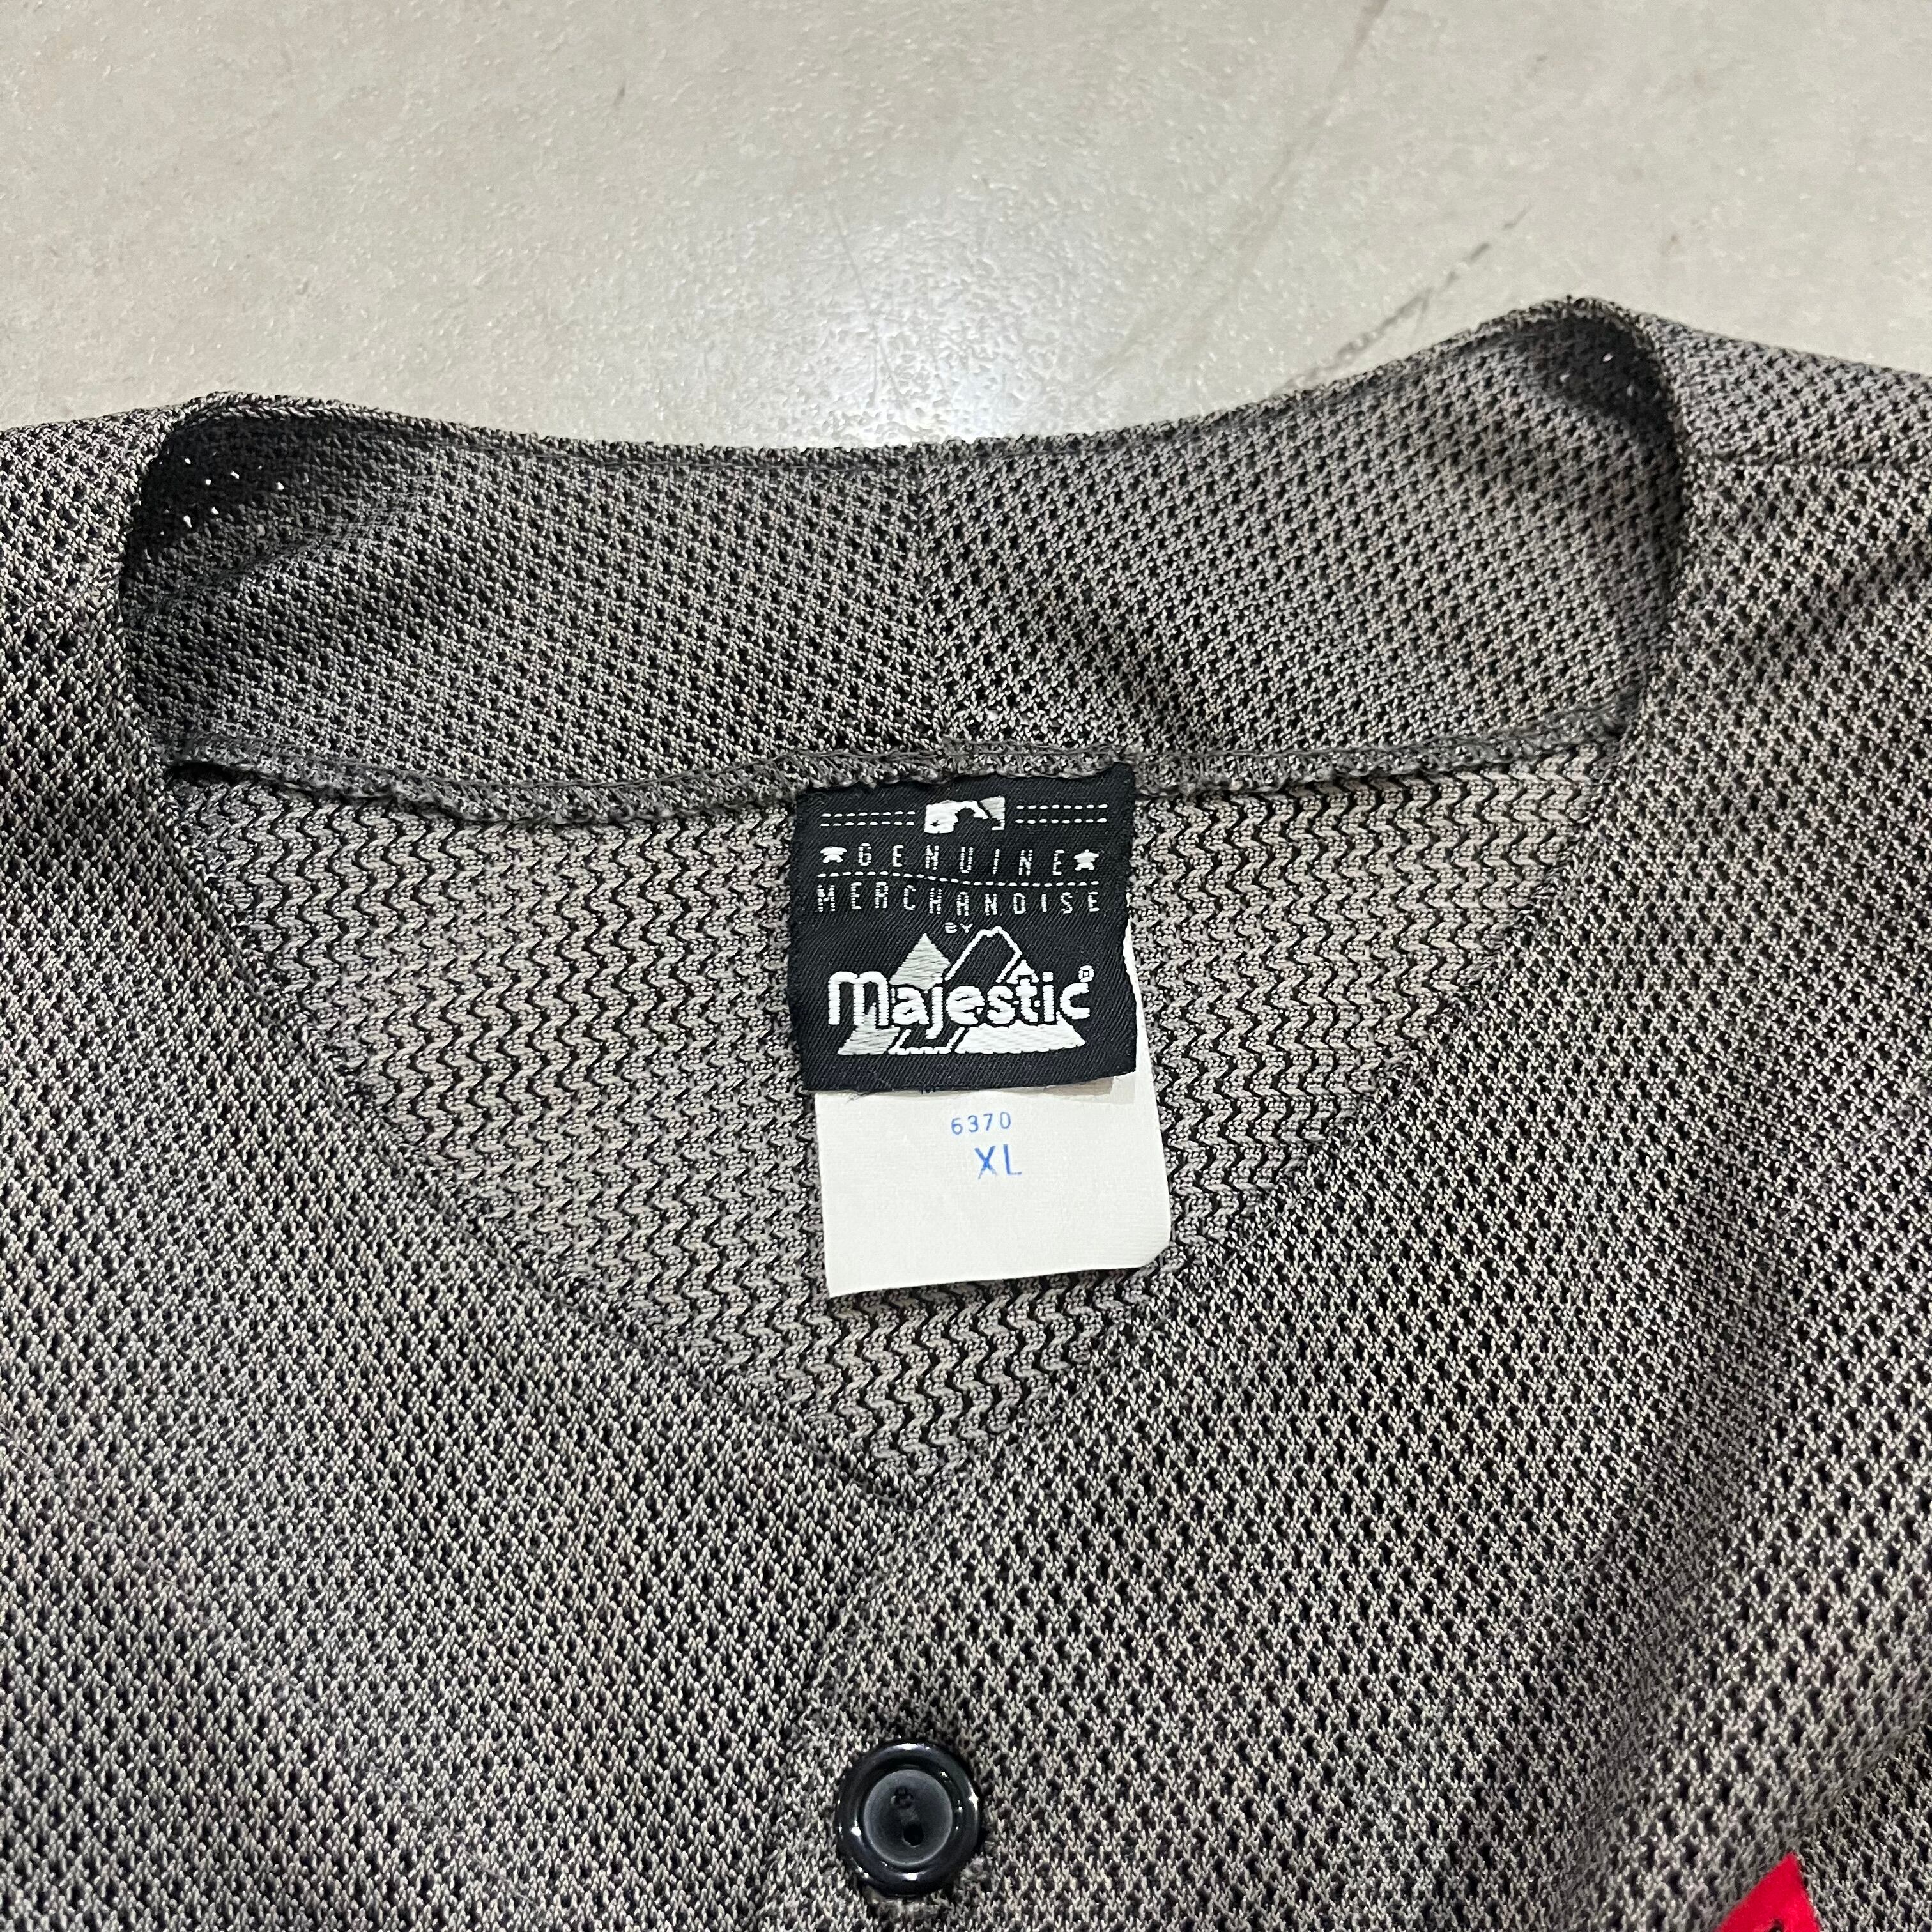 GENUINE
MERCHANDISE
BY
Majestic®
6370
XL